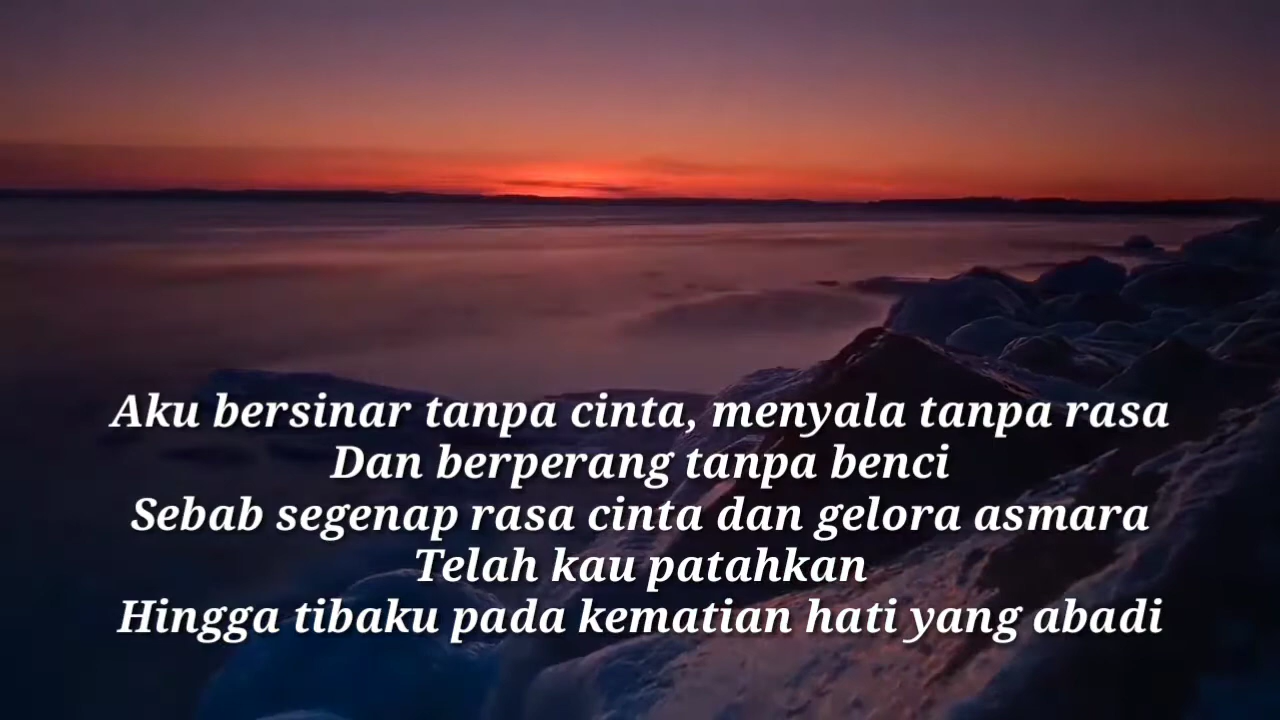 Aku bersinar tanpa cinta, menyala tanpa rasa
Dan berperang tanpa benci
Sebab segenap rasa cinta dan gelora asmara
Telah kau patahkan
Hingga tibaku pada kematian hati yang abadi